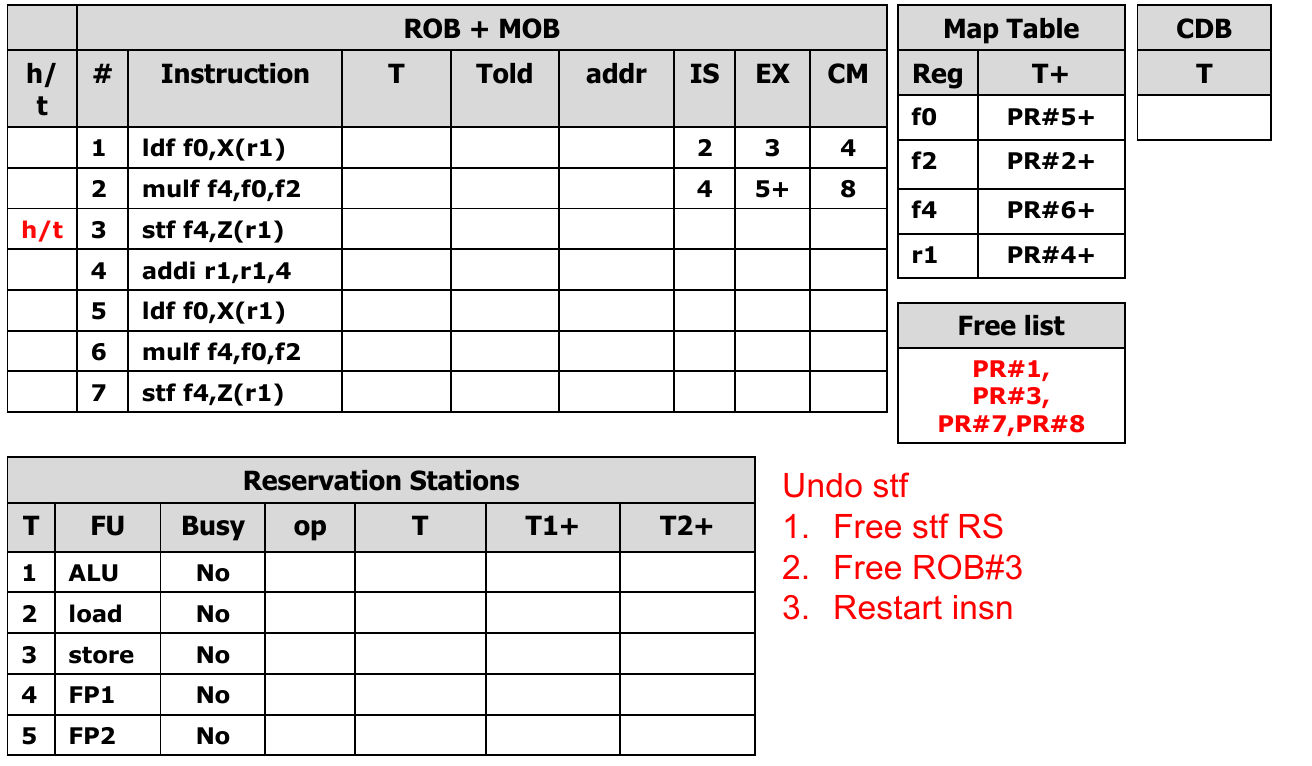 ROB + MOB
h/t # Instruction T Told addr IS EX CM
1 ldf f0,X(r1) 2 3 4
2 mulf f4,f0,f2 4 5+ 8
h/t 3 stf f4,Z(r1)
4 addi r1,r1,4
5 ldf f0,X(r1)
6 mulf f4,f0,f2
7 stf f4,Z(r1)
Map Table
Reg T+
f0 PR#5+
f2 PR#2+
f4 PR#6+
r1 PR#4+
CDB
T
Free list
PR#1,
PR#3,
PR#7,PR#8
Reservation Stations
T FU Busy op T T1+ T2+
1 ALU No
2 load No
3 store No
4 FP1 No
5 FP2 No
Undo stf
1. Free stf RS
2. Free ROB#3
3. Restart insn